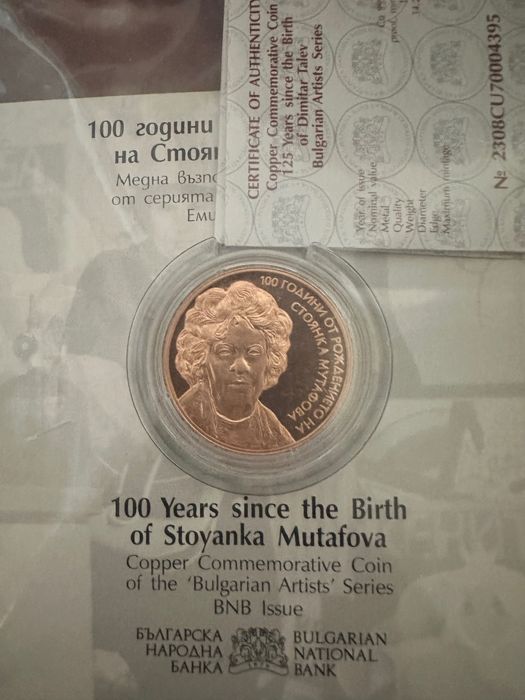 100 години
на Стоян
Медна възпо
от серията
Еми
CERTIFICATE OF AUTHENTICITY
Copper Commemorative Coin
125 Years since the Birth
of Dimitar Talev
Bulgarian Artists Series
Year of issue
Nominal value
Metal
Quality
Weight
Diameter
Edge
Maximum mintage
№ 2308CU70004395
100 ГОДИНИ ОТ РОЖДЕНИЕТО НА
СТОЯНКА МУТАФОВА
100 Years since the Birth
of Stoyanka Mutafova
Copper Commemorative Coin
of the 'Bulgarian Artists' Series
BNB Issue
БЪЛГАРСКА
НАРОДНА
БАНКА
BULGARIAN
NATIONAL
BANK